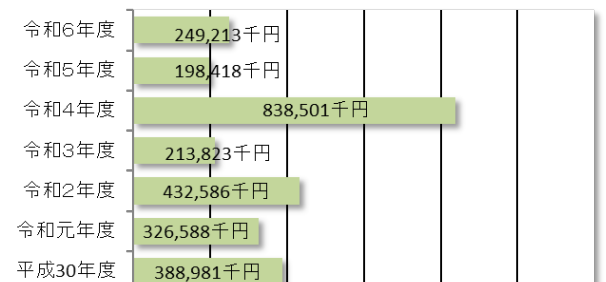 令和6年度 249,213千円
令和5年度 198,418千円
令和4年度 838,501千円
令和3年度 213,823千円
令和2年度 432,586千円
令和元年度 326,588千円
平成30年度 388,981千円